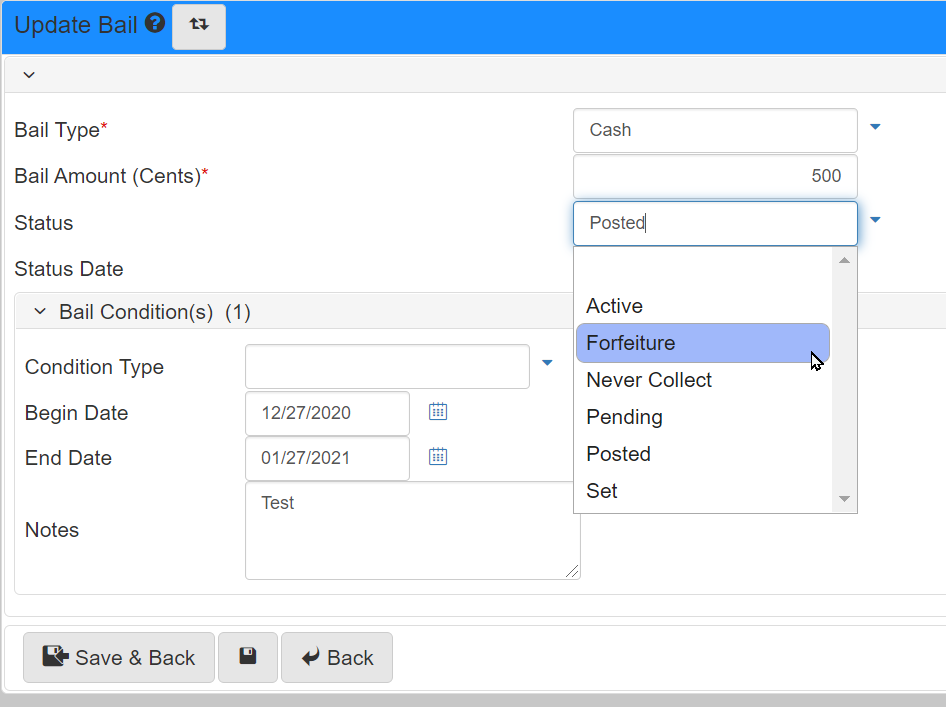 Update Bail
Bail Type* Cash
Bail Amount (Cents)* 500
Status Posted
Status Date
Active
Forfeiture
Never Collect
Pending
Posted
Set
Bail Condition(s) (1)
Condition Type
Begin Date 12/27/2020
End Date 01/27/2021
Notes Test
Save & Back Back